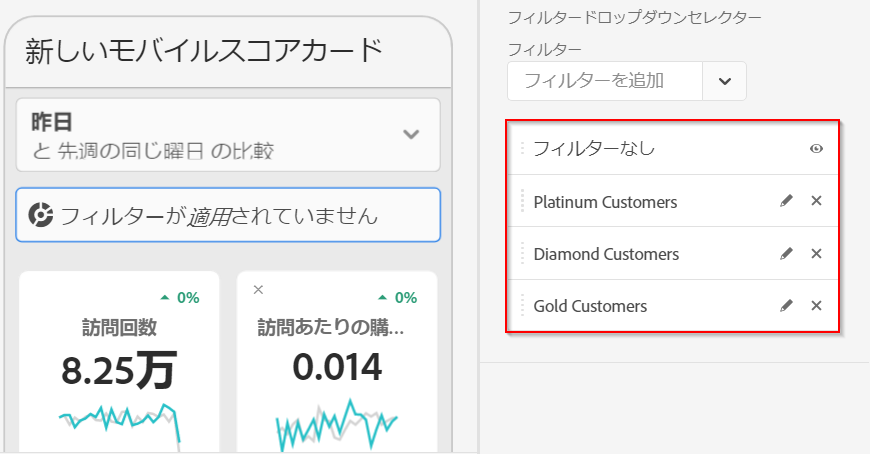 新しいモバイルスコアカード
昨日
と 先週の同じ曜日 の比較
フィルターが適用されていません
0%
訪問回数
8.25万
0%
訪問あたりの購...
0.014
フィルタードロップダウンセレクター
フィルター
フィルターを追加
フィルターなし
Platinum Customers
Diamond Customers
Gold Customers